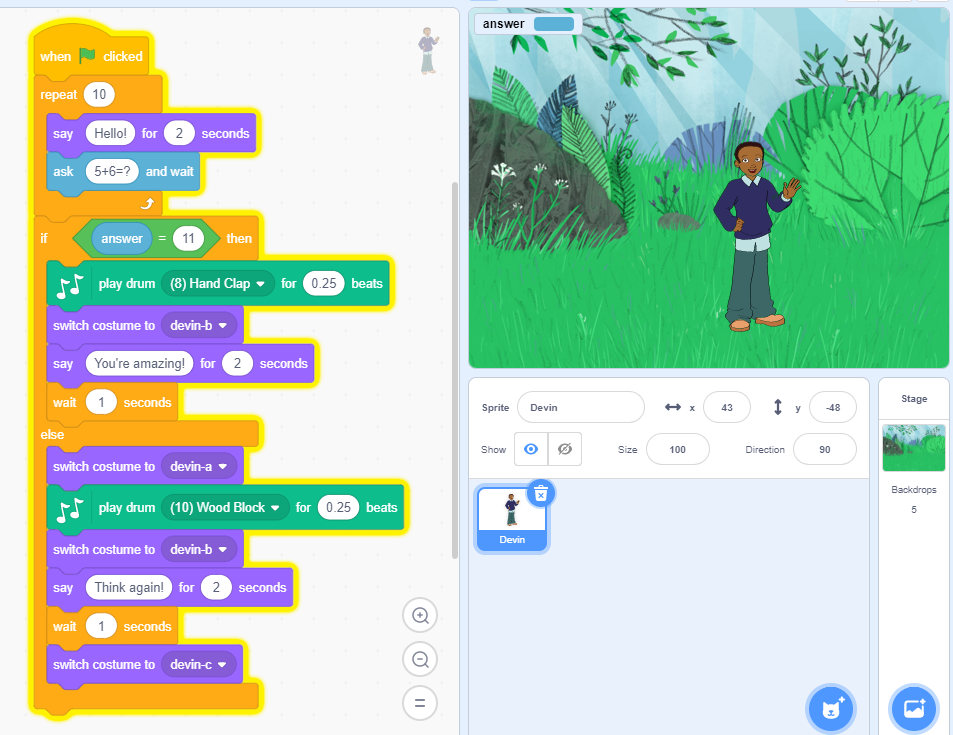 when clicked
repeat 10
say Hello! for 2 seconds
ask 5+6=? and wait
if answer = 11 then
play drum (8) Hand Clap for 0.25 beats
switch costume to devin-b
say You're amazing! for 2 seconds
wait 1 seconds
else
switch costume to devin-a
play drum (10) Wood Block for 0.25 beats
switch costume to devin-b
say Think again! for 2 seconds
wait 1 seconds
switch costume to devin-c
answer
Sprite Devin x 43 y -48
Show Size 100 Direction 90
Devin
Stage
Backdrops
5